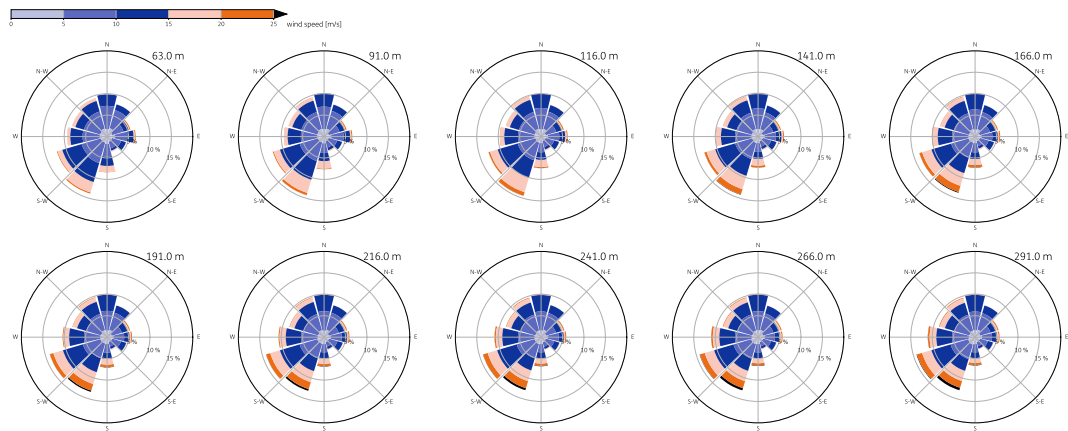 0 5 10 15 20 25
wind speed [m/s]
63.0 m
N
N-W N-E
W E
10 %
15 %
S-W S-E
S
91.0 m
N
N-W N-E
W E
10 %
15 %
S-W S-E
S
116.0 m
N
N-W N-E
W E
10 %
15 %
S-W S-E
S
141.0 m
N
N-W N-E
W E
10 %
15 %
S-W S-E
S
166.0 m
N
N-W N-E
W E
10 %
15 %
S-W S-E
S
191.0 m
N
N-W N-E
W E
10 %
15 %
S-W S-E
S
216.0 m
N
N-W N-E
W E
10 %
15 %
S-W S-E
S
241.0 m
N
N-W N-E
W E
10 %
15 %
S-W S-E
S
266.0 m
N
N-W N-E
W E
10 %
15 %
S-W S-E
S
291.0 m
N
N-W N-E
W E
10 %
15 %
S-W S-E
S